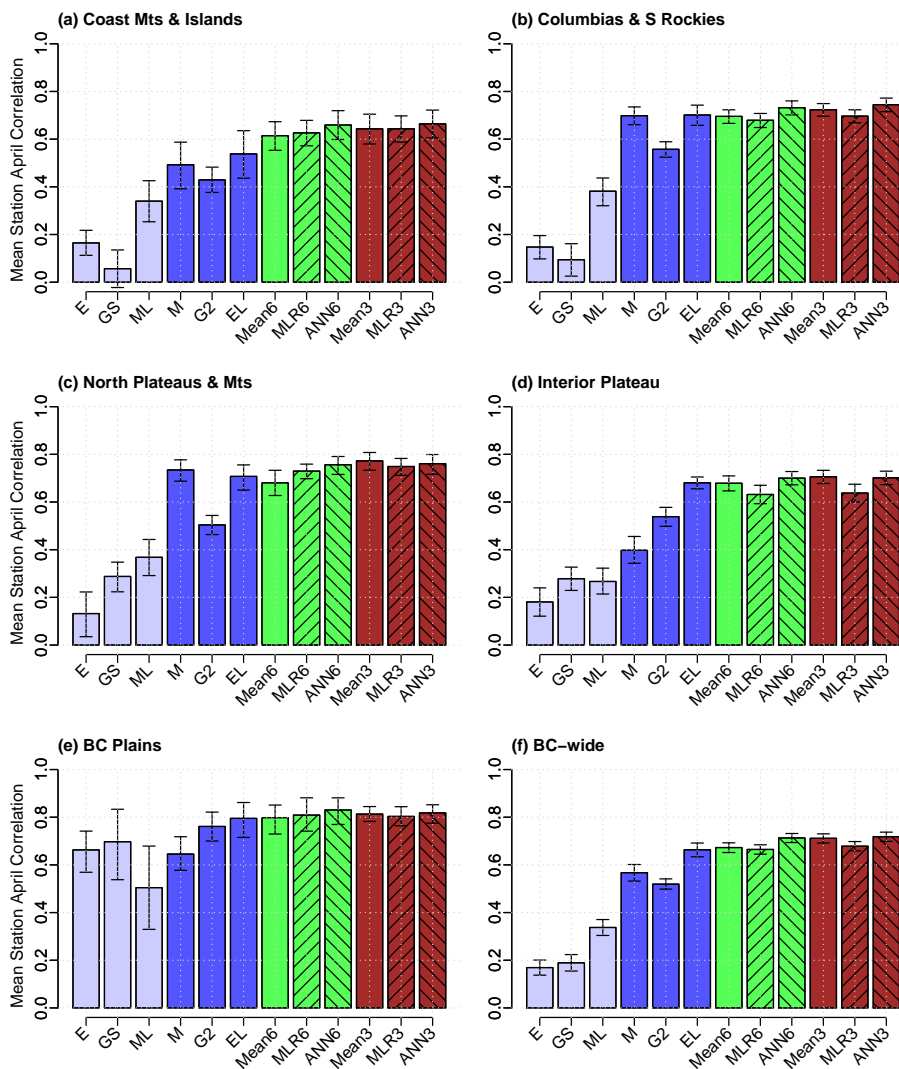 (a) Coast Mts & Islands
Mean Station April Correlation
1.0
0.8
0.6
0.4
0.2
0.0
E GS ML M G2 EL Mean6 MLR6 ANN6 Mean3 MLR3 ANN3
(b) Columbias & S Rockies
1.0
0.8
0.6
0.4
0.2
0.0
E GS ML M G2 EL Mean6 MLR6 ANN6 Mean3 MLR3 ANN3
(c) North Plateaus & Mts
Mean Station April Correlation
1.0
0.8
0.6
0.4
0.2
0.0
E GS ML M G2 EL Mean6 MLR6 ANN6 Mean3 MLR3 ANN3
(d) Interior Plateau
1.0
0.8
0.6
0.4
0.2
0.0
E GS ML M G2 EL Mean6 MLR6 ANN6 Mean3 MLR3 ANN3
(e) BC Plains
Mean Station April Correlation
1.0
0.8
0.6
0.4
0.2
0.0
E GS ML M G2 EL Mean6 MLR6 ANN6 Mean3 MLR3 ANN3
(f) BC−wide
1.0
0.8
0.6
0.4
0.2
0.0
E GS ML M G2 EL Mean6 MLR6 ANN6 Mean3 MLR3 ANN3